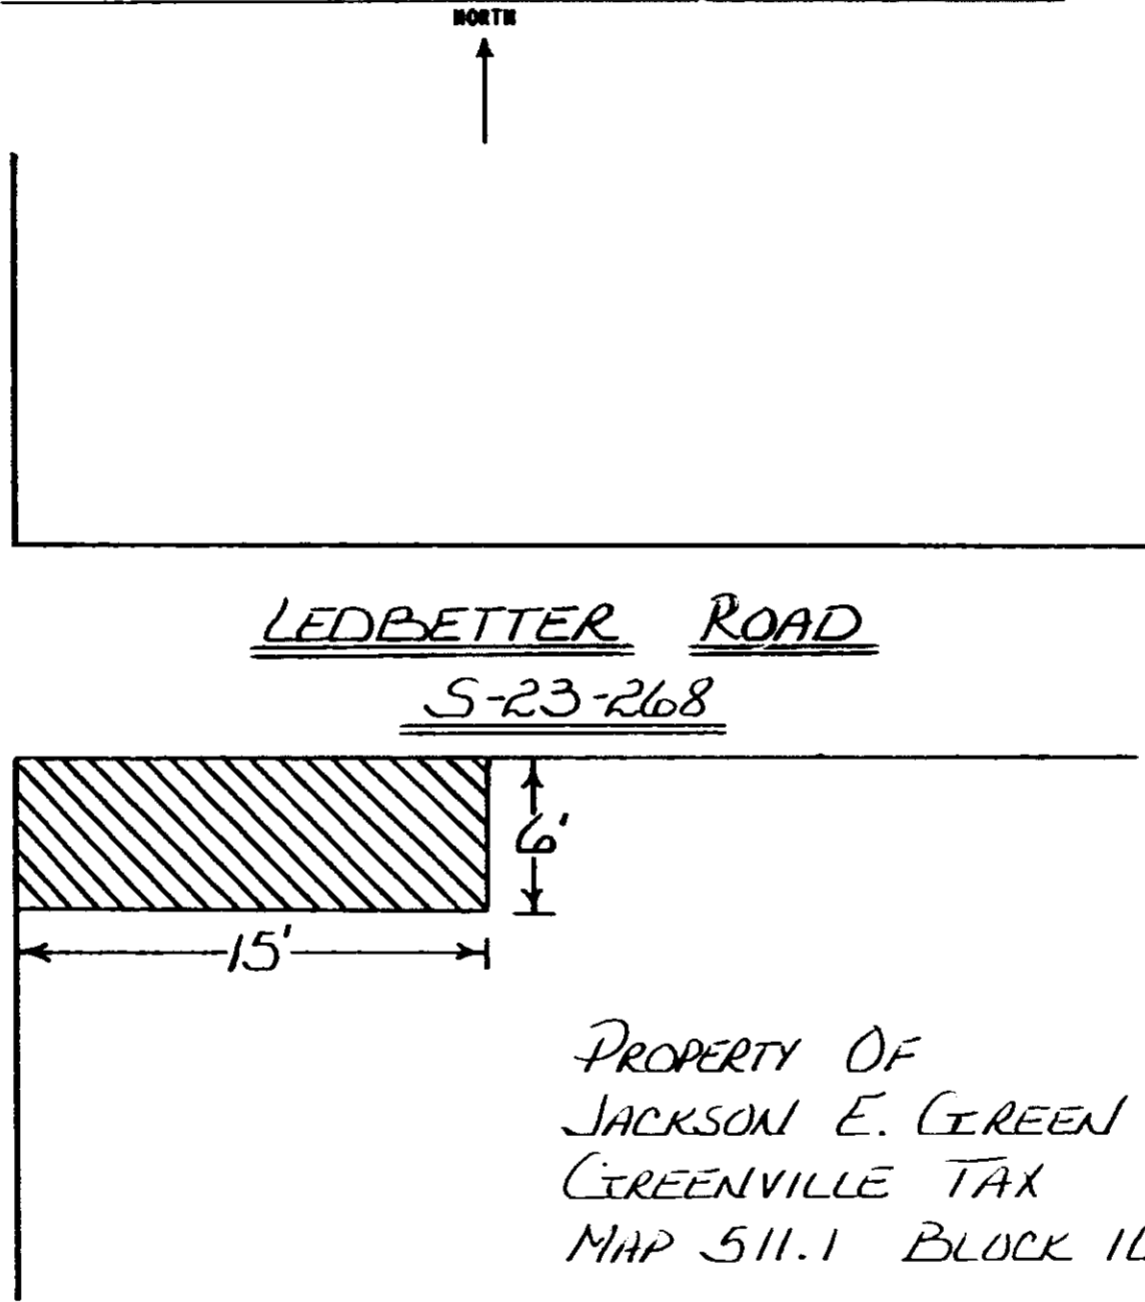 NORTH
LEDBETTER ROAD
S-23-268
6'
15'
PROPERTY OF
JACKSON E. GREEN
GREENVILLE TAX
MAP 511.1 BLOCK